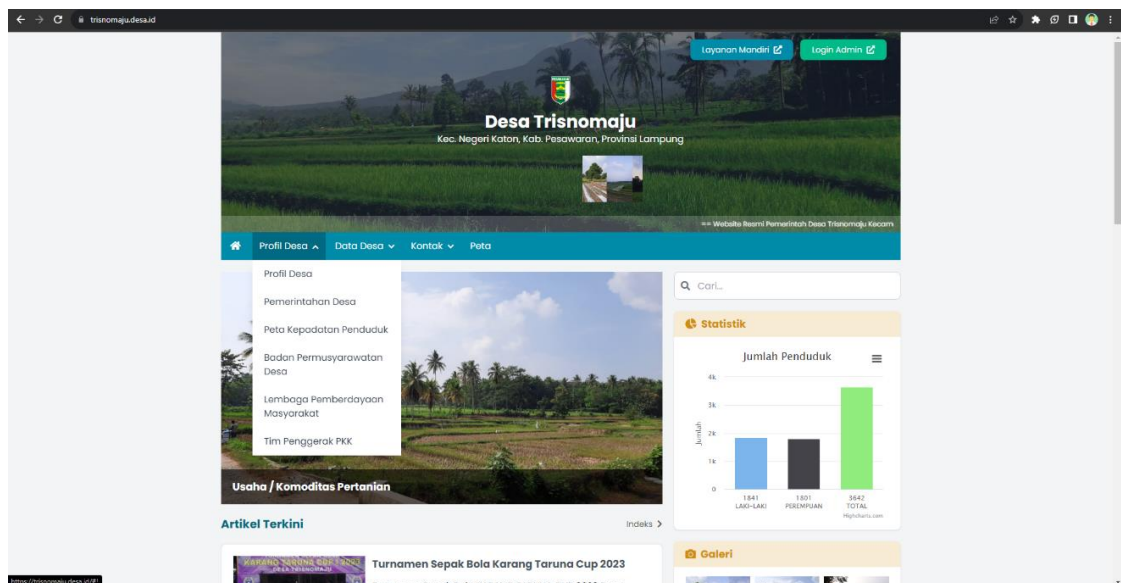 trisnomaju.desa.id
Layanan Mandiri
Login Admin
Desa Trisnomaju
Kec. Negeri Katon, Kab. Pesawaran, Provinsi Lampung
== Website Resmi Pemerintah Desa Trisnomaju Kecam
Profil Desa
Data Desa
Kontak
Peta
Profil Desa
Pemerintahan Desa
Peta Kepadatan Penduduk
Badan Permusyarawatan
Desa
Lembaga Pemberdayaan
Masyarakat
Tim Penggerak PKK
Usaha / Komoditas Pertanian
Cari...
Statistik
Jumlah Penduduk
4k
3k
2k
1k
0
Jumlah
1841
LAKI-LAKI
1801
PEREMPUAN
3642
TOTAL
Highcharts.com
Artikel Terkini
Indeks
KARANG TARUNA CUP 2023
Turnamen Sepak Bola Karang Taruna Cup 2023
Galeri
https://trisnomaju.desa.id/#!